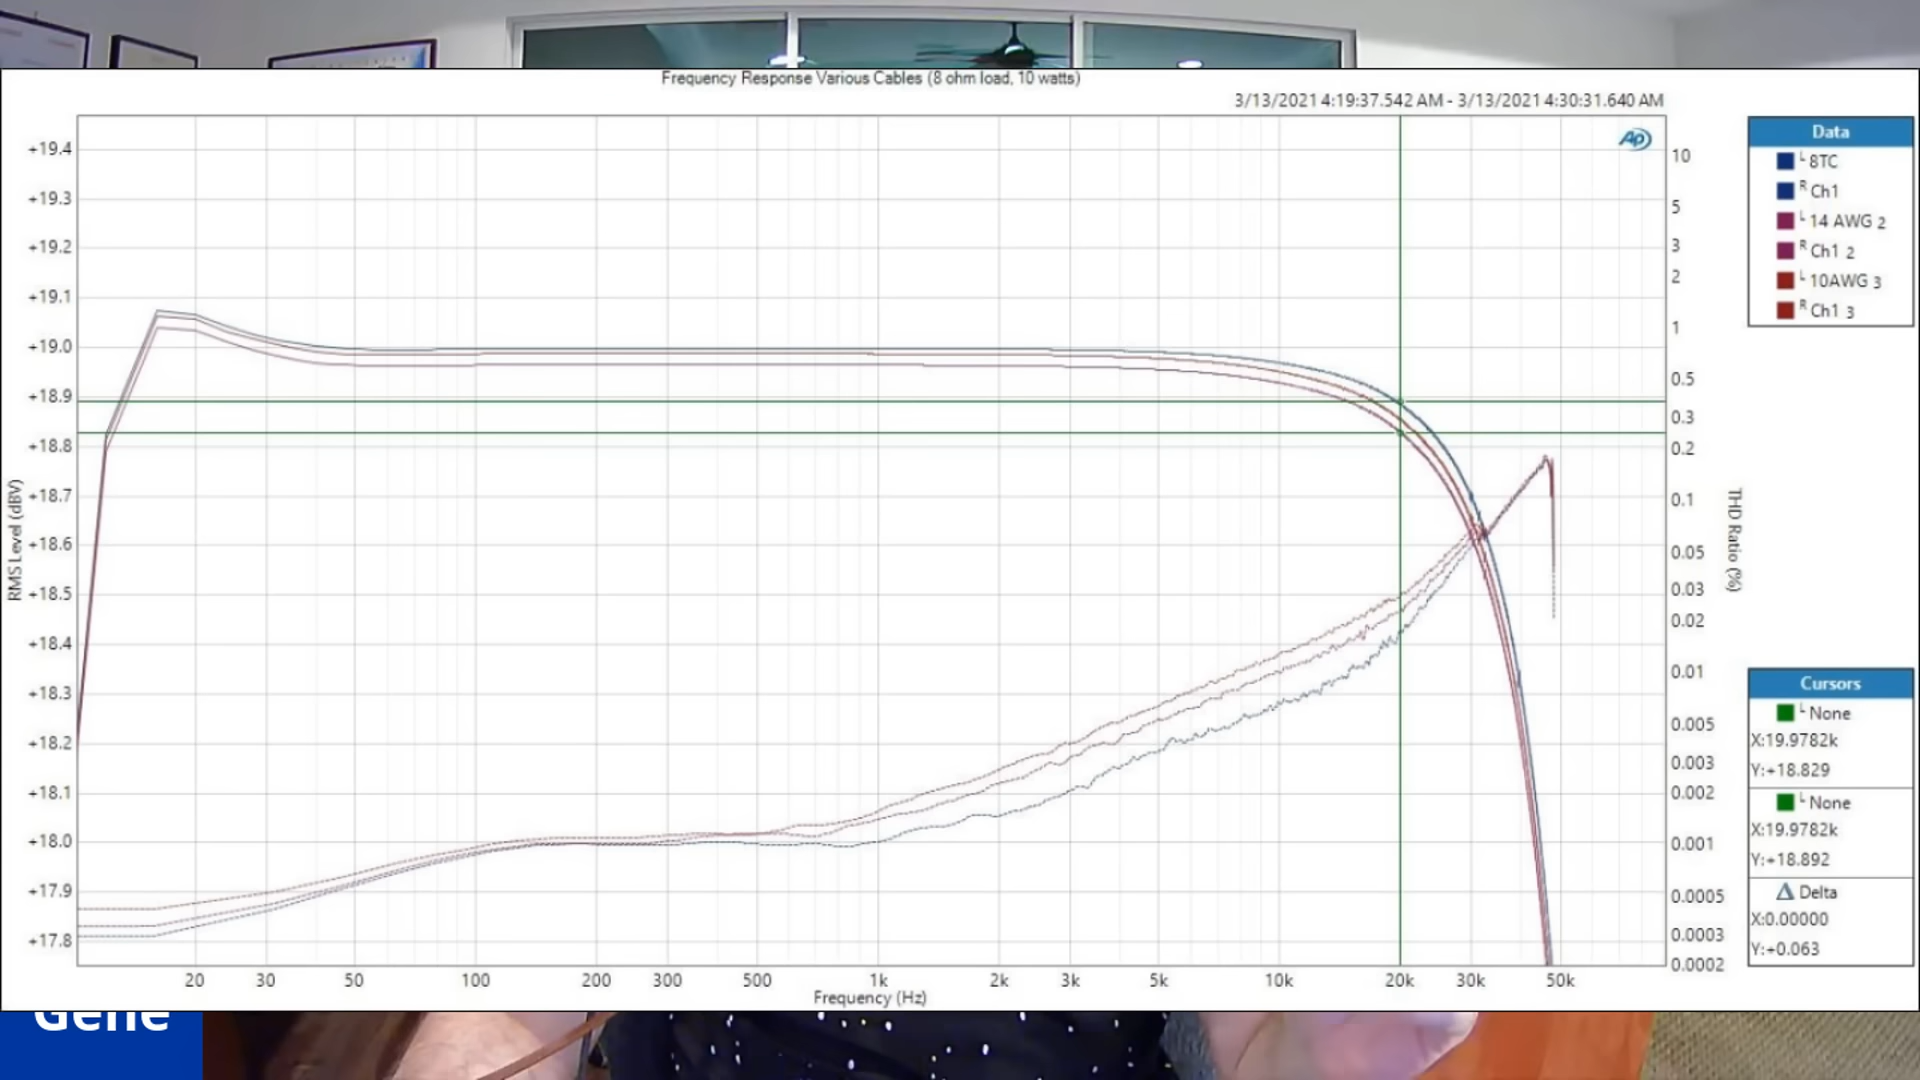 Frequency Response Various Cables (8 ohm load, 10 watts)
3/13/2021 4:19:37.542 AM - 3/13/2021 4:30:31.640 AM
AP
RMS Level (dBV)
+19.4
+19.3
+19.2
+19.1
+19.0
+18.9
+18.8
+18.7
+18.6
+18.5
+18.4
+18.3
+18.2
+18.1
+18.0
+17.9
+17.8
10
5
3
2
1
0.5
0.3
0.2
0.1
0.05
0.03
0.02
0.01
0.005
0.003
0.002
0.001
0.0005
0.0003
0.0002
THD Ratio (%)
20 30 50 100 200 300 500 1k 2k 3k 5k 10k 20k 30k 50k
Frequency (Hz)
Data
L 8TC
R Ch1
L 14 AWG 2
R Ch1 2
L 10AWG 3
R Ch1 3
Cursors
L None
X:19.9782k
Y:+18.829
L None
X:19.9782k
Y:+18.892
Delta
X:0.00000
Y:+0.063
Gene